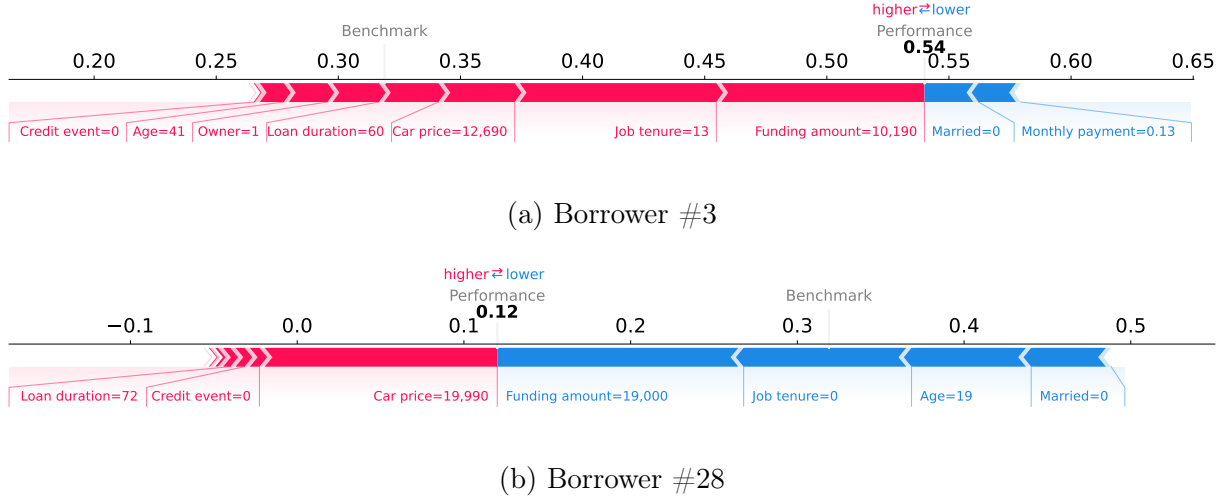 higher ⇄ lower
Benchmark Performance
0.54
0.20 0.25 0.30 0.35 0.40 0.45 0.50 0.55 0.60 0.65
Credit event=0 Age=41 Owner=1 Loan duration=60 Car price=12,690 Job tenure=13 Funding amount=10,190 Married=0 Monthly payment=0.13
(a) Borrower #3
higher ⇄ lower
Performance Benchmark
0.12
−0.1 0.0 0.1 0.2 0.3 0.4 0.5
Loan duration=72 Credit event=0 Car price=19,990 Funding amount=19,000 Job tenure=0 Age=19 Married=0
(b) Borrower #28